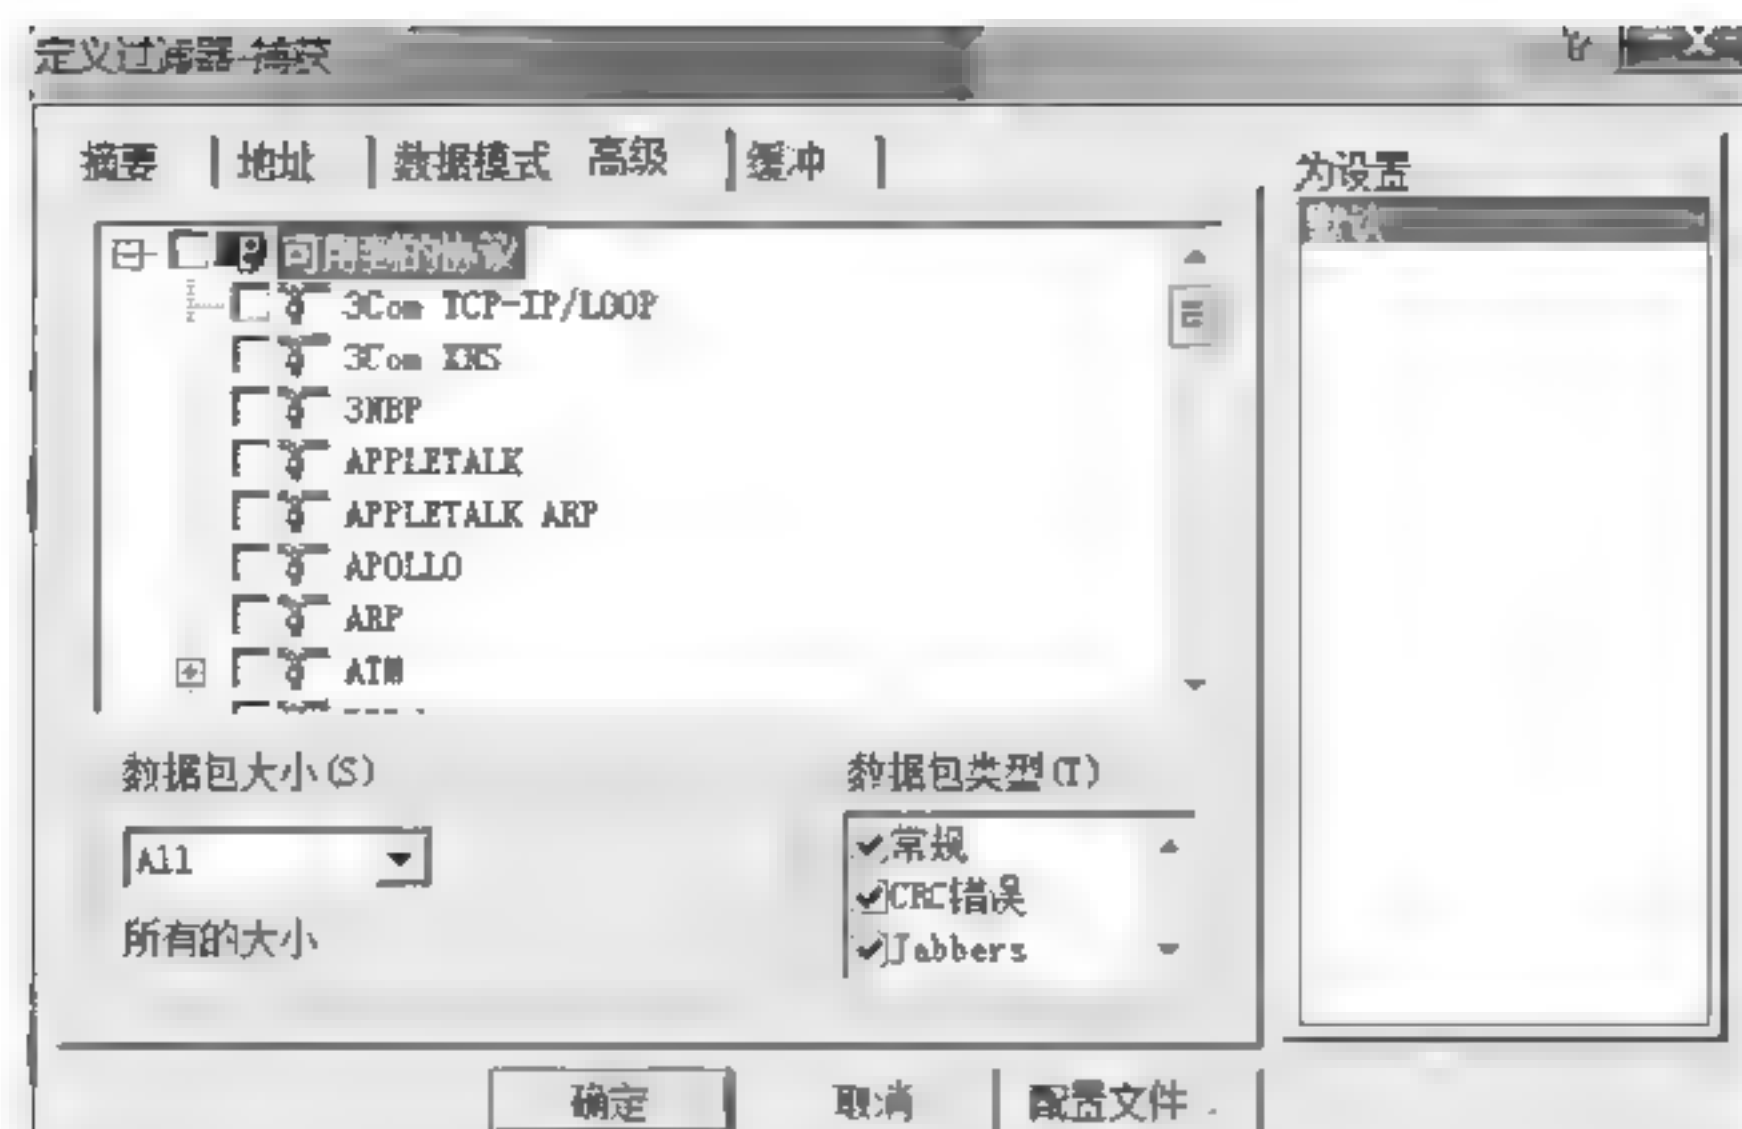 定义过滤器-捕获
摘要 地址 数据模式 高级 缓冲
为设置
默认
可用到的协议
3Com TCP-IP/LOOP
3Com XNS
3NBP
APPLETALK
APPLETALK ARP
APOLLO
ARP
ATM
数据包大小(S)
数据包类型(T)
All
常规
CRC错误
所有的大小
Jabbers
确定 取消 配置文件